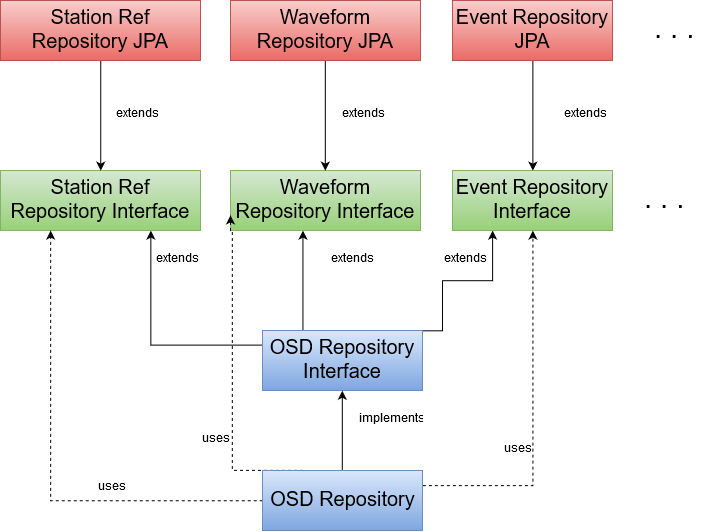 Station Ref
Repository JPA
Waveform
Repository JPA
Event Repository
JPA
. . .
extends
extends
extends
Station Ref
Repository Interface
Waveform
Repository Interface
Event Repository
Interface
. . .
extends
extends
extends
OSD Repository
Interface
implements
uses
uses
uses
OSD Repository